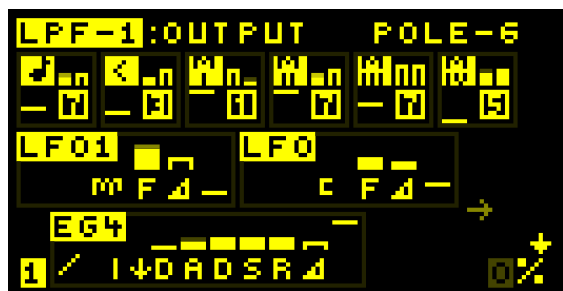 LPF-1:OUTPUT POLE-6
LFO1 LFO
F F
EG4
1 / I↓DADSR 0%